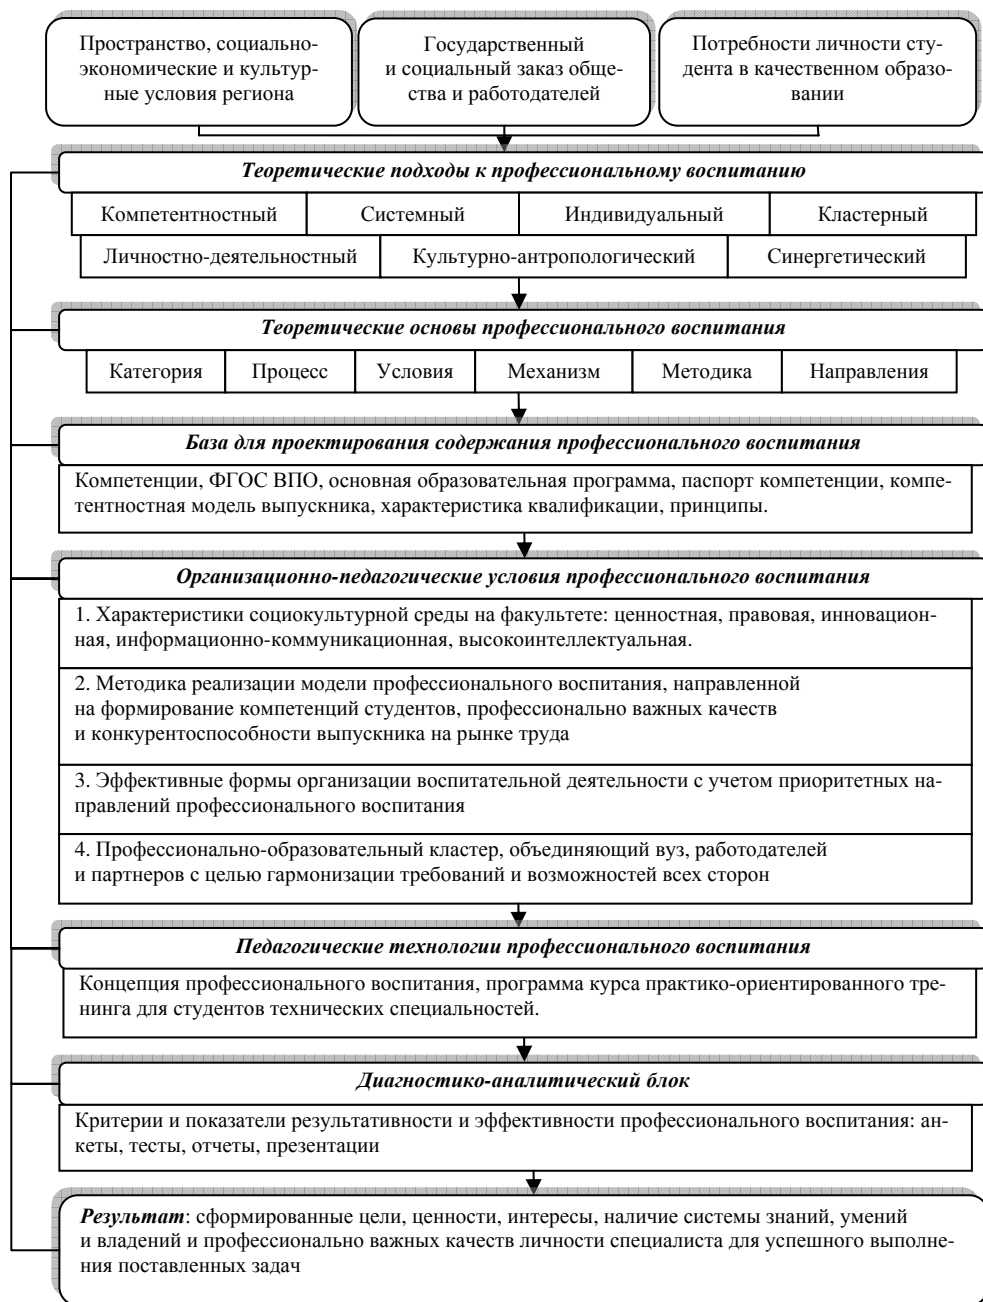 Пространство, социально-
экономические и культур-
ные условия региона
Государственный
и социальный заказ обще-
ства и работодателей
Потребности личности сту-
дента в качественном образо-
вании
Теоретические подходы к профессиональному воспитанию
Компетентностный Системный Индивидуальный Кластерный
Личностно-деятельностный Культурно-антропологический Синергетический
Теоретические основы профессионального воспитания
Категория Процесс Условия Механизм Методика Направления
База для проектирования содержания профессионального воспитания
Компетенции, ФГОС ВПО, основная образовательная программа, паспорт компетенции, компе-
тентностная модель выпускника, характеристика квалификации, принципы.
Организационно-педагогические условия профессионального воспитания
1. Характеристики социокультурной среды на факультете: ценностная, правовая, инновацион-
ная, информационно-коммуникационная, высокоинтеллектуальная.
2. Методика реализации модели профессионального воспитания, направленной
на формирование компетенций студентов, профессионально важных качеств
и конкурентоспособности выпускника на рынке труда
3. Эффективные формы организации воспитательной деятельности с учетом приоритетных на-
правлений профессионального воспитания
4. Профессионально-образовательный кластер, объединяющий вуз, работодателей
и партнеров с целью гармонизации требований и возможностей всех сторон
Педагогические технологии профессионального воспитания
Концепция профессионального воспитания, программа курса практико-ориентированного тре-
нинга для студентов технических специальностей.
Диагностико-аналитический блок
Критерии и показатели результативности и эффективности профессионального воспитания: ан-
кеты, тесты, отчеты, презентации
Результат: сформированные цели, ценности, интересы, наличие системы знаний, умений
и владений и профессионально важных качеств личности специалиста для успешного выполне-
ния поставленных задач